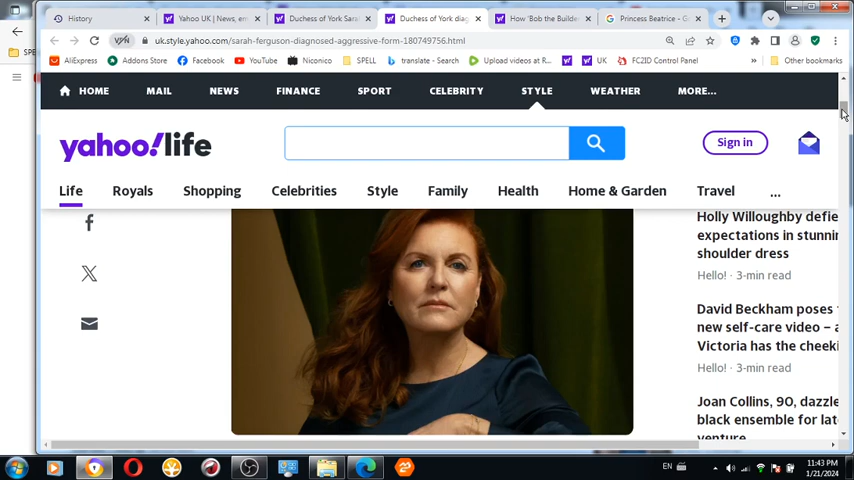 History
Yahoo UK | News, em
Duchess of York Sara
Duchess of York diag
How 'Bob the Builder
Princess Beatrice - G
VPN
uk.style.yahoo.com/sarah-ferguson-diagnosed-aggressive-form-180749756.html
AliExpress
Addons Store
Facebook
YouTube
Niconico
SPELL
translate - Search
Upload videos at R...
UK
FC2ID Control Panel
Other bookmarks
SPE
HOME
MAIL
NEWS
FINANCE
SPORT
CELEBRITY
STYLE
WEATHER
MORE...
yahoo!life
Sign in
Life
Royals
Shopping
Celebrities
Style
Family
Health
Home & Garden
Travel
...
Holly Willoughby defie
expectations in stunnin
shoulder dress
Hello! · 3-min read
David Beckham poses
new self-care video – a
Victoria has the cheeki
Hello! · 3-min read
Joan Collins, 90, dazzle
black ensemble for lat
venture
EN
11:43 PM
1/21/2024